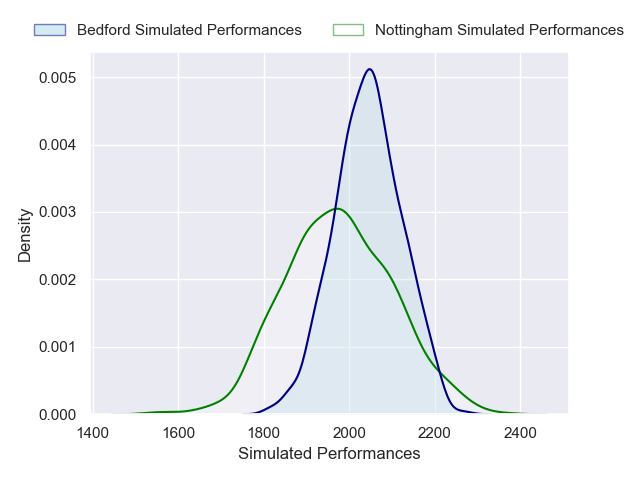 Bedford Simulated Performances
Nottingham Simulated Performances
0.005
0.004
0.003
0.002
0.001
0.000
Density
1400 1600 1800 2000 2200 2400
Simulated Performances